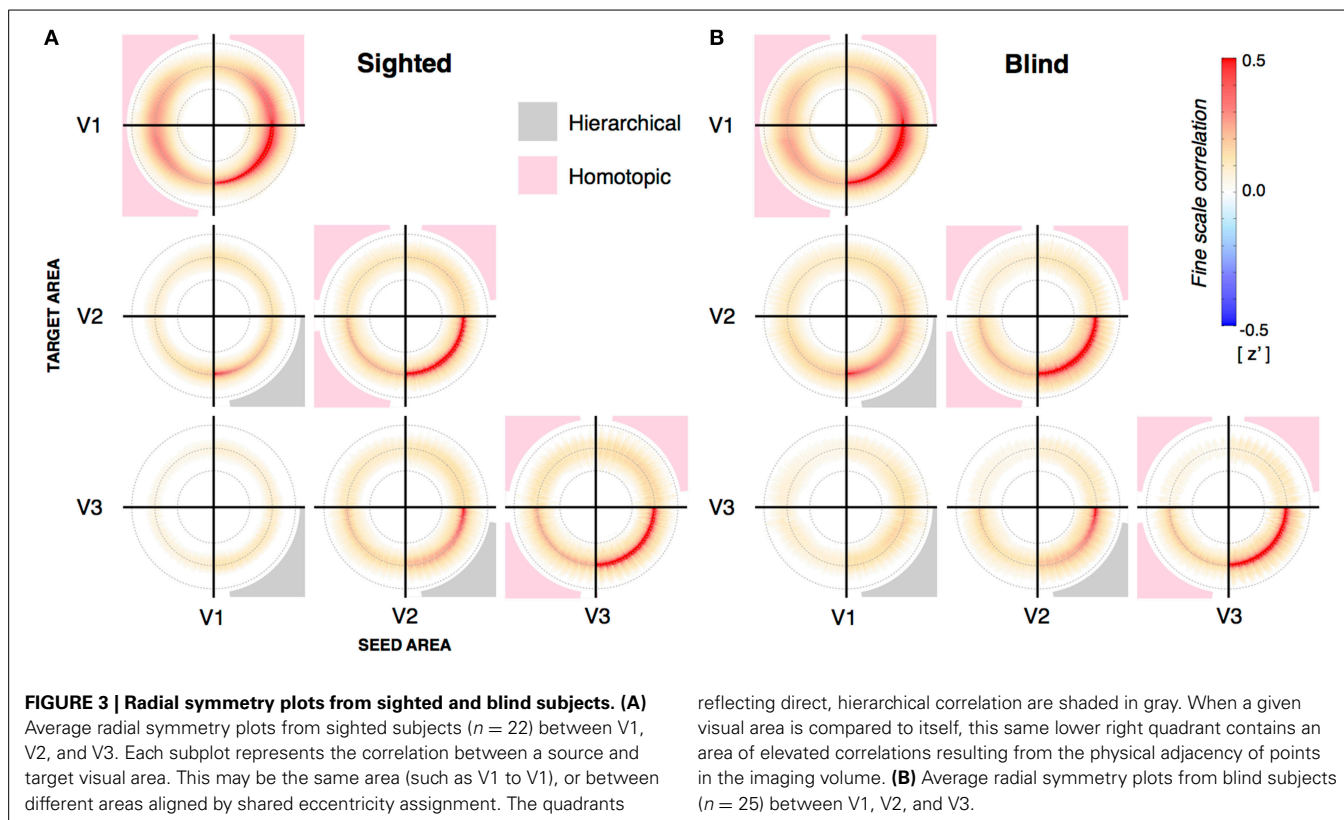 A
Sighted
V1
Hierarchical
Homotopic
TARGET AREA
V2
V3
V1
V2
V3
SEED AREA
B
Blind
V1
0.5
0.0
-0.5
[ z' ]
Fine scale correlation
V2
V3
V1
V2
V3
FIGURE 3 | Radial symmetry plots from sighted and blind subjects. (A)
Average radial symmetry plots from sighted subjects (n = 22) between V1,
V2, and V3. Each subplot represents the correlation between a source and
target visual area. This may be the same area (such as V1 to V1), or between
different areas aligned by shared eccentricity assignment. The quadrants
reflecting direct, hierarchical correlation are shaded in gray. When a given
visual area is compared to itself, this same lower right quadrant contains an
area of elevated correlations resulting from the physical adjacency of points
in the imaging volume. (B) Average radial symmetry plots from blind subjects
(n = 25) between V1, V2, and V3.